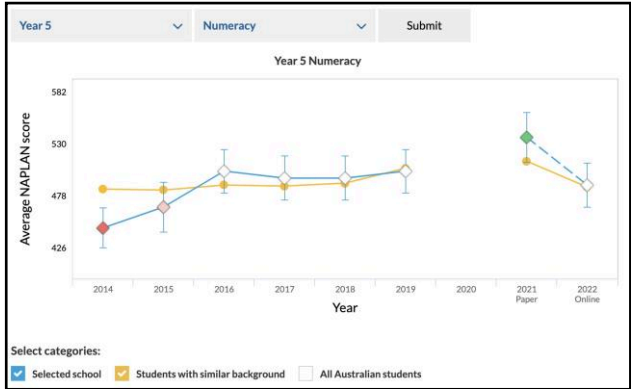 Year 5 Numeracy Submit
Year 5 Numeracy
582
530
478
426
Average NAPLAN score
2014 2015 2016 2017 2018 2019 2020 2021 2022
Paper Online
Year
Select categories:
Selected school Students with similar background All Australian students